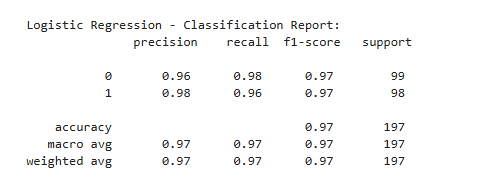 Logistic Regression - Classification Report:
precision recall f1-score support
0 0.96 0.98 0.97 99
1 0.98 0.96 0.97 98
accuracy 0.97 197
macro avg 0.97 0.97 0.97 197
weighted avg 0.97 0.97 0.97 197